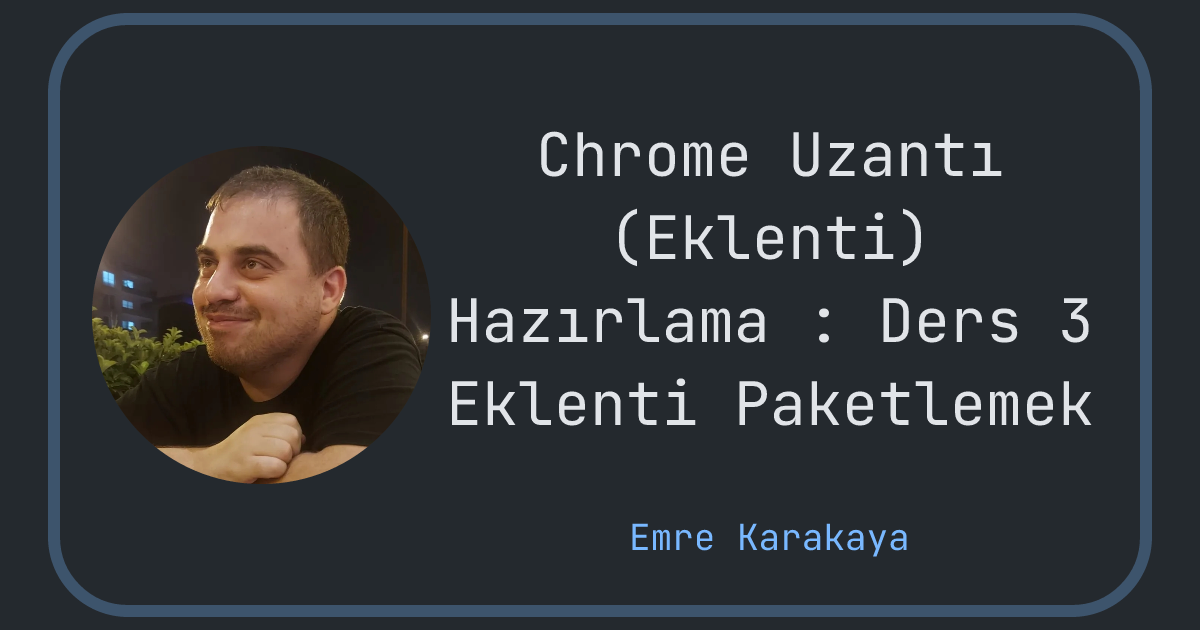 Chrome Uzantı
(Eklenti)
Hazırlama : Ders 3
Eklenti Paketlemek
Emre Karakaya